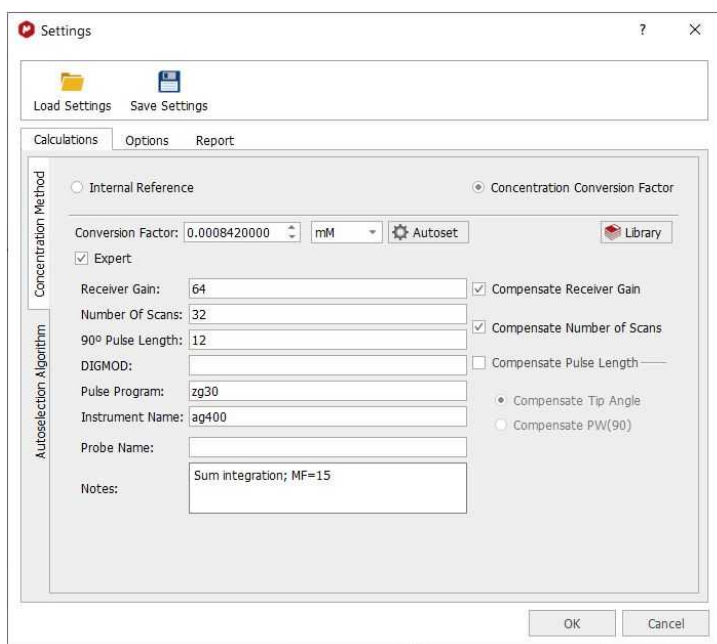 Settings
?
Load Settings
Save Settings
Calculations
Options
Report
Concentration Method
Autoselection Algorithm
Internal Reference
Concentration Conversion Factor
Conversion Factor: 0.0008420000 mM Autoset Library
Expert
Receiver Gain: 64
Compensate Receiver Gain
Number Of Scans: 32
Compensate Number of Scans
90º Pulse Length: 12
DIGMOD:
Compensate Pulse Length
Pulse Program: zg30
Compensate Tip Angle
Instrument Name: ag400
Compensate PW(90)
Probe Name:
Notes: Sum integration; MF=15
OK
Cancel